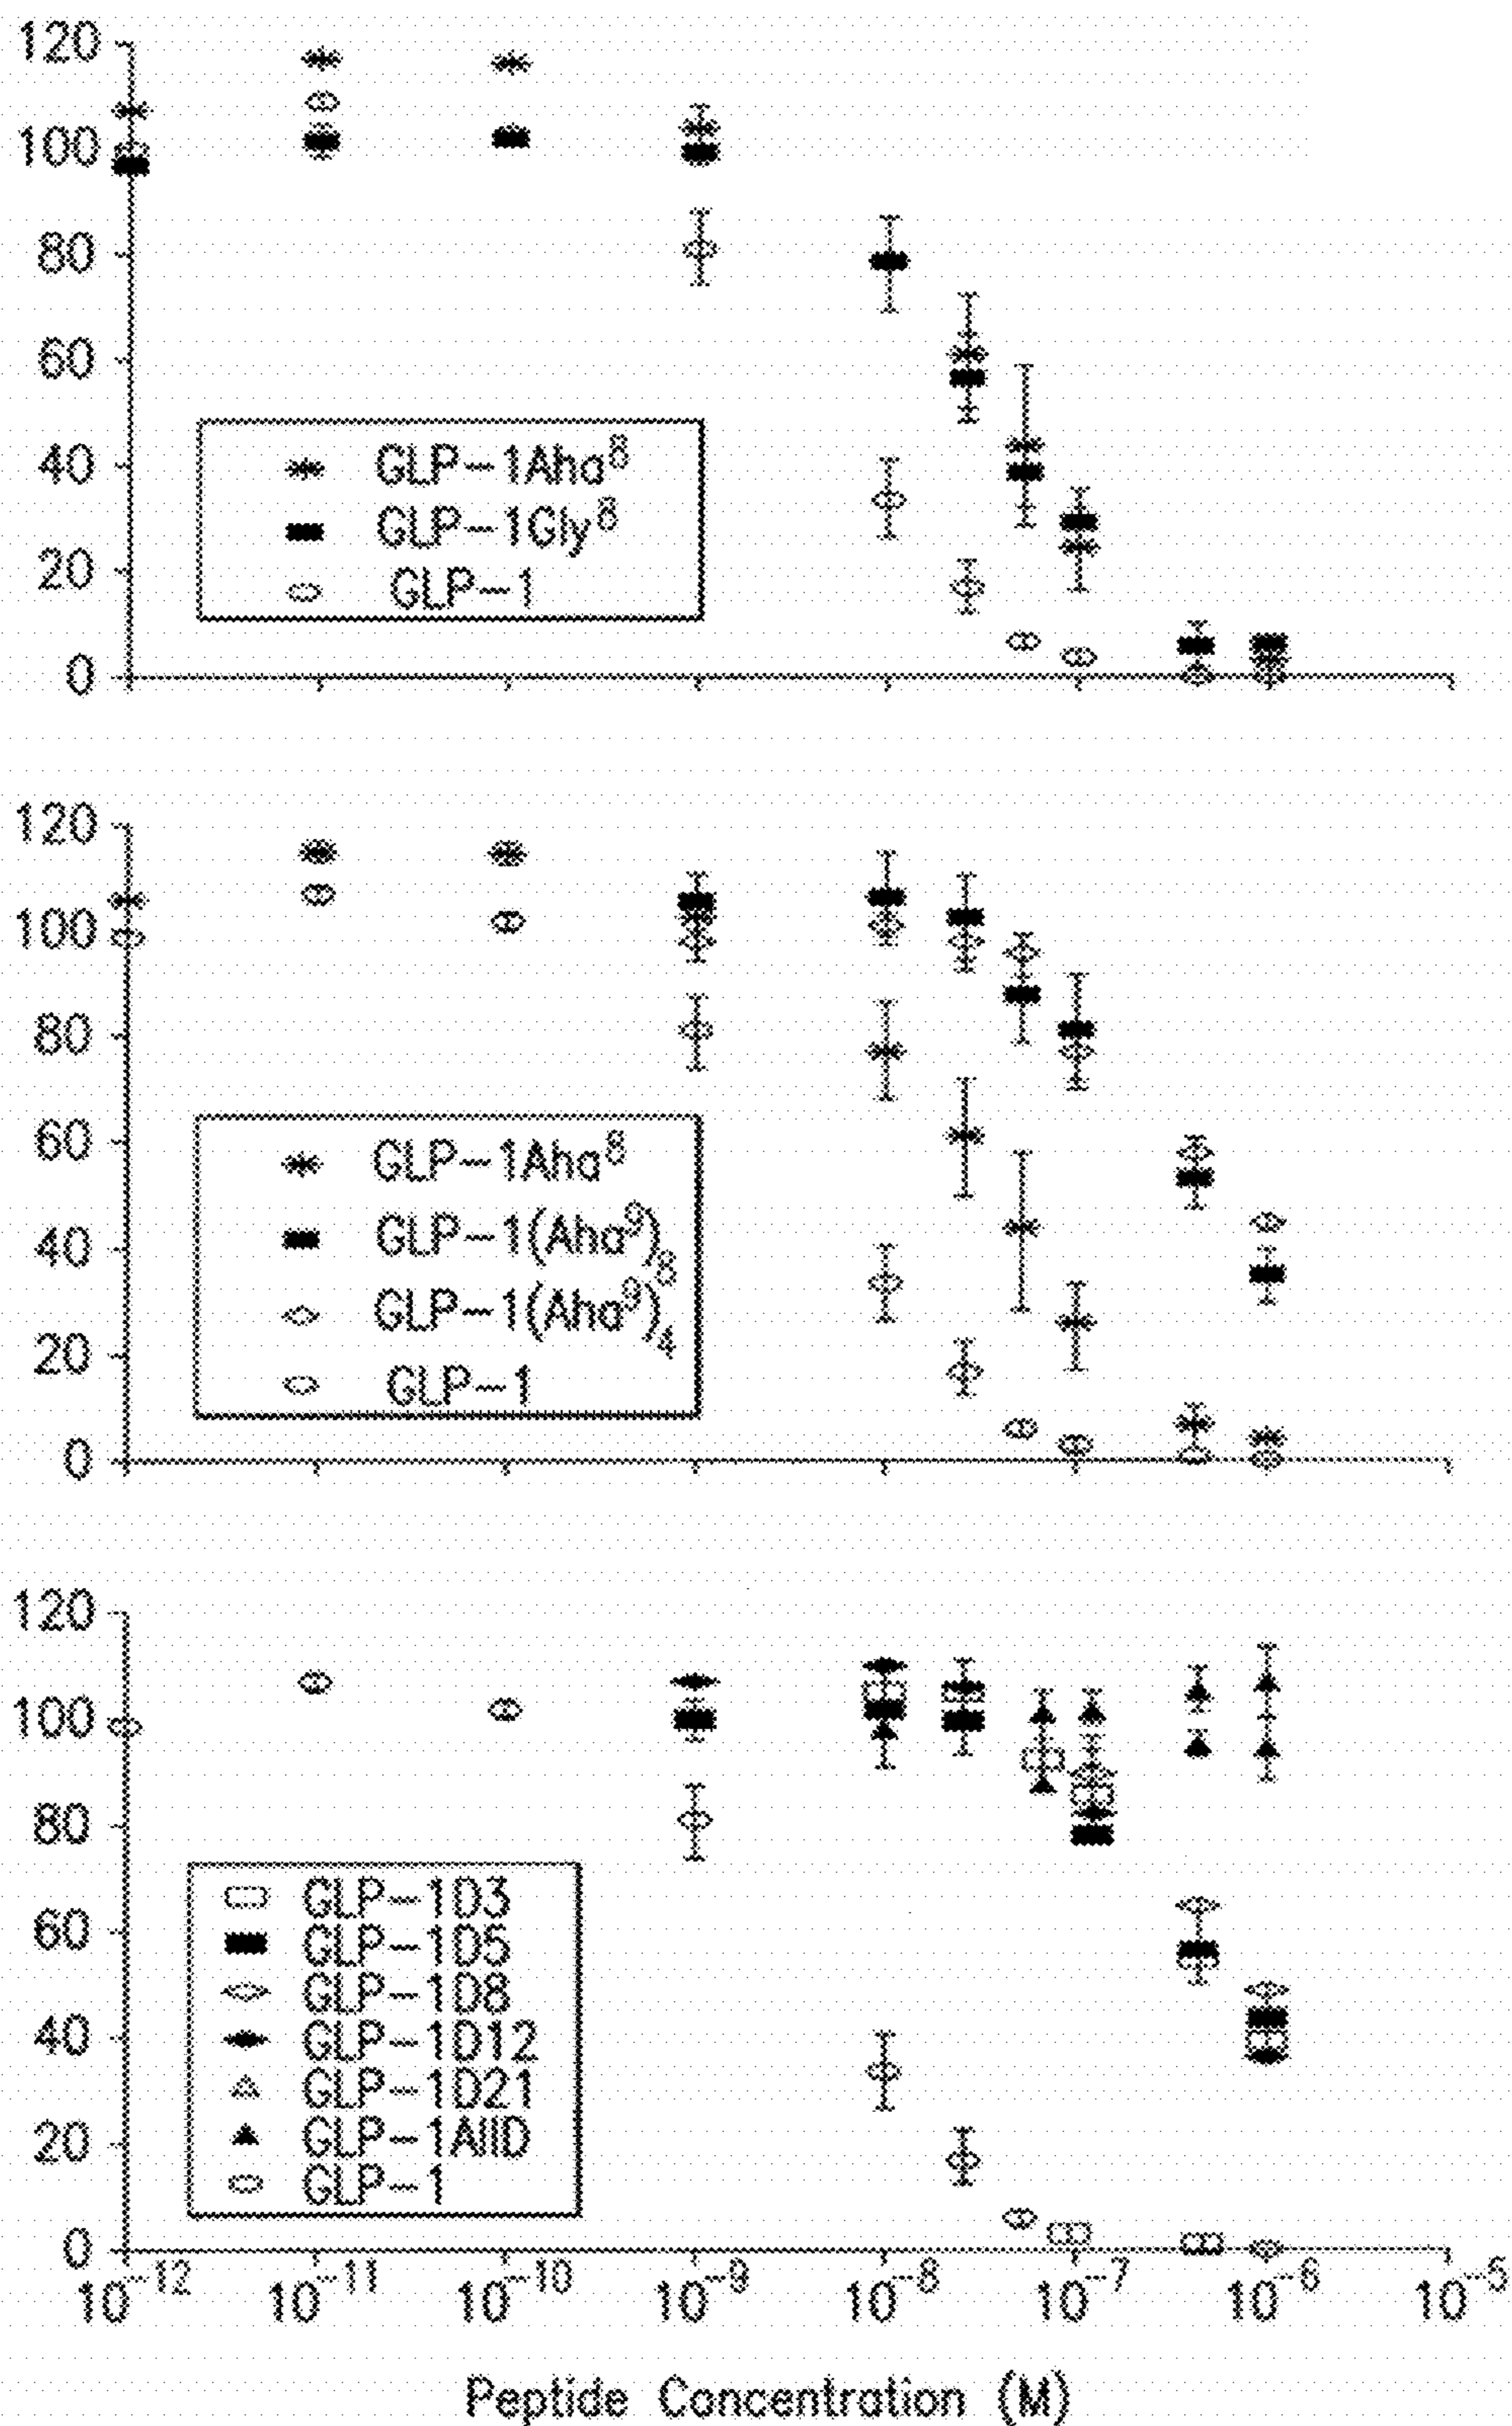 120
100
80
60
40
20
0
GLP-1Aha⁸
GLP-1Gly⁸
GLP-1
120
100
80
60
40
20
0
GLP-1Aha⁸
GLP-1(Aha⁹)₈
GLP-1(Aha⁹)₄
GLP-1
120
100
80
60
40
20
0
GLP-1D3
GLP-1D5
GLP-1D8
GLP-1D12
GLP-1D21
GLP-1AllD
GLP-1
10⁻¹² 10⁻¹¹ 10⁻¹⁰ 10⁻⁹ 10⁻⁸ 10⁻⁷ 10⁻⁶ 10⁻⁵
Peptide Concentration (M)